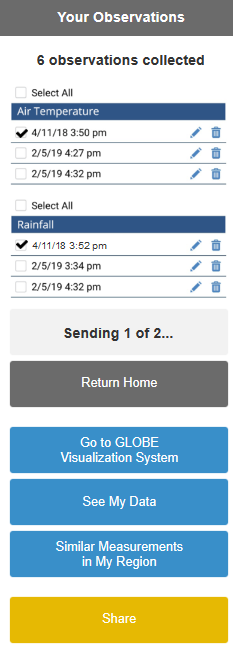 Your Observations
6 observations collected
Select All
Air Temperature
4/11/18 3:50 pm
2/5/19 4:27 pm
2/5/19 4:32 pm
Select All
Rainfall
4/11/18 3:52 pm
2/5/19 3:34 pm
2/5/19 4:32 pm
Sending 1 of 2...
Return Home
Go to GLOBE
Visualization System
See My Data
Similar Measurements
in My Region
Share